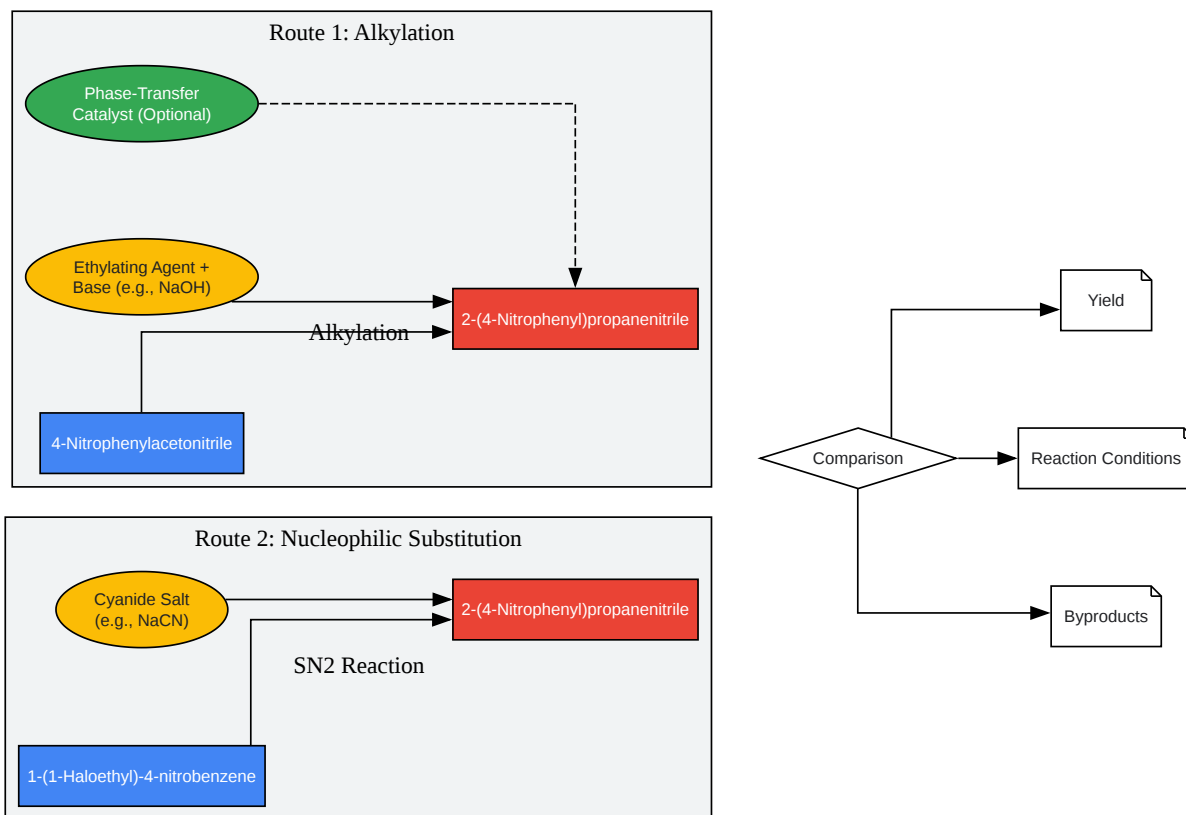 Route 1: Alkylation
Phase-Transfer
Catalyst (Optional)
Ethylating Agent +
Base (e.g., NaOH)
2-(4-Nitrophenyl)propanenitrile
Alkylation
4-Nitrophenylacetonitrile
Route 2: Nucleophilic Substitution
Cyanide Salt
(e.g., NaCN)
2-(4-Nitrophenyl)propanenitrile
SN2 Reaction
1-(1-Haloethyl)-4-nitrobenzene
Yield
Comparison
Reaction Conditions
Byproducts